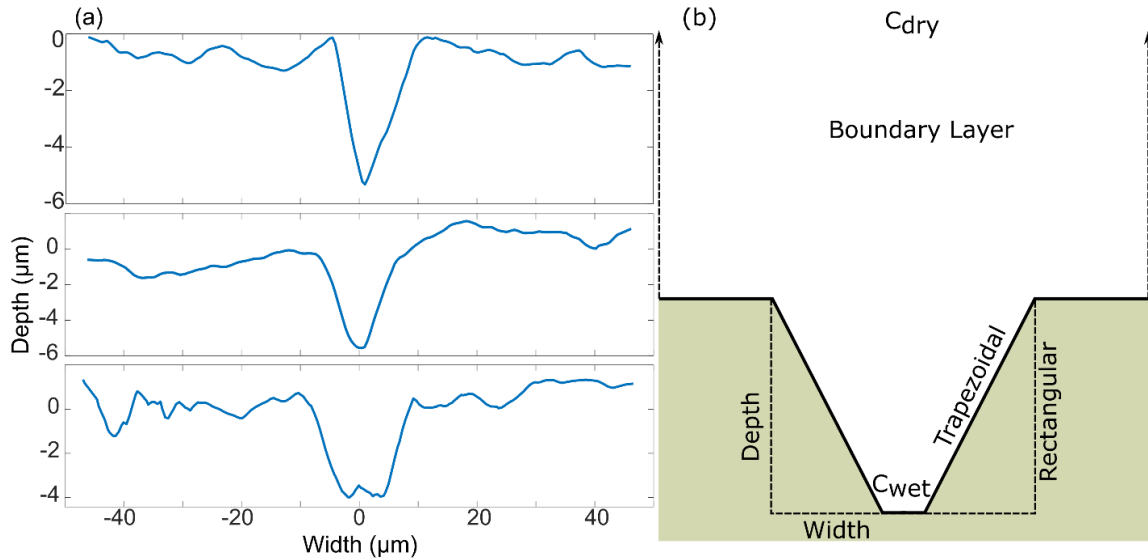 (a)
0
-2
-4
-6
0
-2
-4
-6
0
-2
-4
-40
-20
0
20
40
Depth (µm)
Width (µm)
(b)
Cdry
Boundary Layer
Depth
Trapezoidal
Rectangular
Cwet
Width